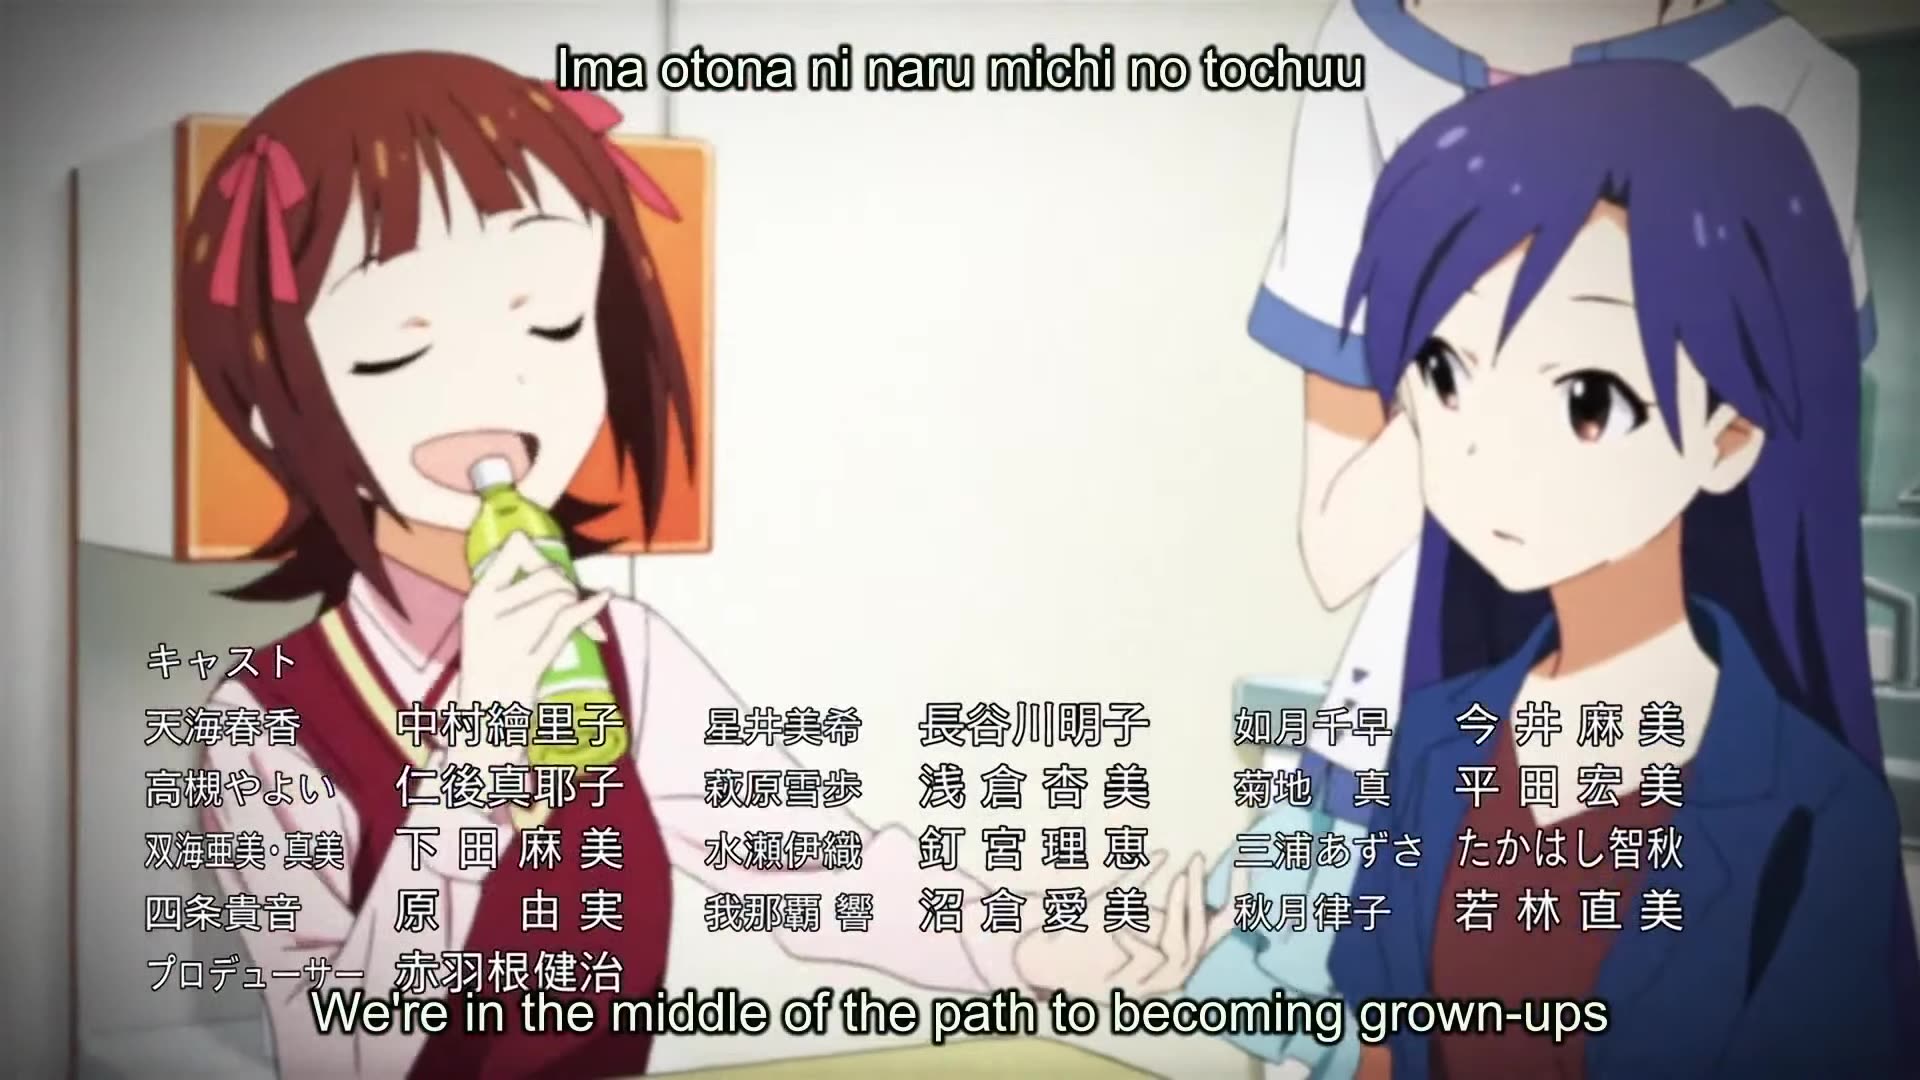 Ima otona ni naru michi no tochuu
キャスト
天海春香 中村繪里子 星井美希 長谷川明子 如月千早 今井麻美
高槻やよい 仁後真耶子 萩原雪歩 浅倉杏美 菊地 真 平田宏美
双海亜美・真美 下田麻美 水瀬伊織 釘宮理恵 三浦あずさ たかはし智秋
四条貴音 原 由実 我那覇 響 沼倉愛美 秋月律子 若林直美
プロデューサー 赤羽根健治
We're in the middle of the path to becoming grown-ups